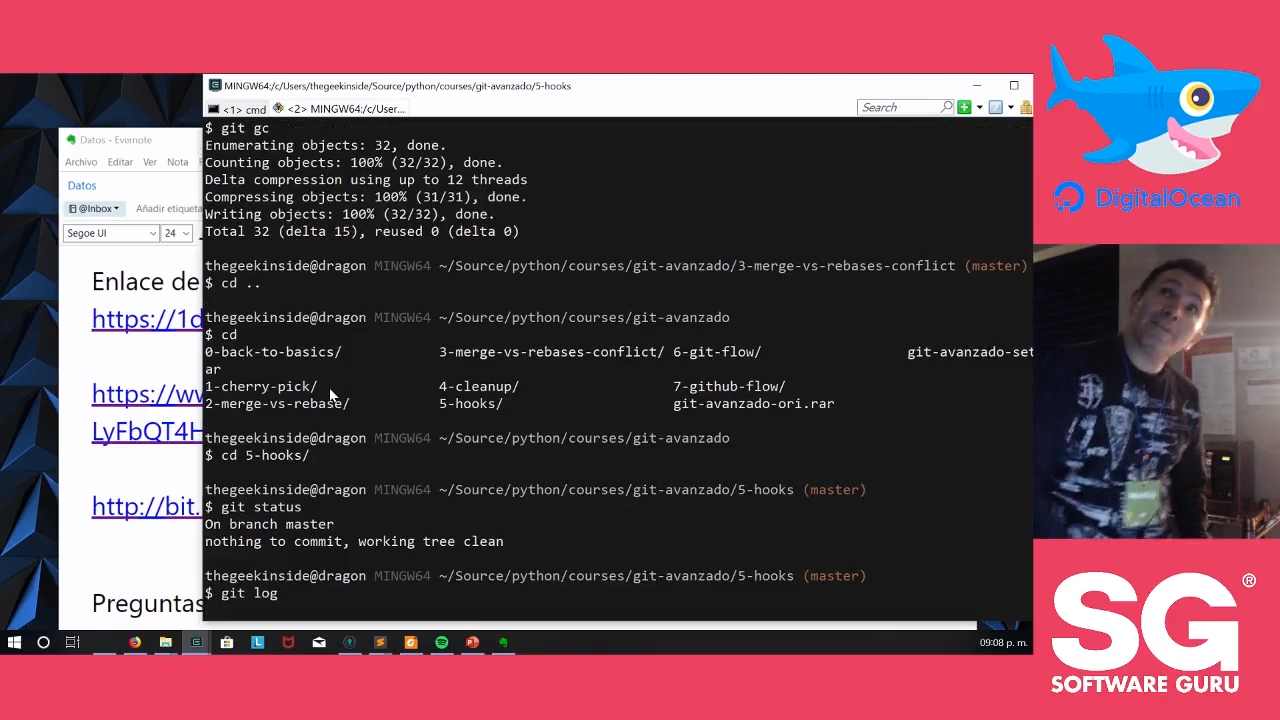 MINGW64:/c/Users/thegeekinside/Source/python/courses/git-avanzado/5-hooks
<1> cmd
<2> MINGW64:/c/User...
Search
$ git gc
Enumerating objects: 32, done.
Counting objects: 100% (32/32), done.
Delta compression using up to 12 threads
Compressing objects: 100% (31/31), done.
Writing objects: 100% (32/32), done.
Total 32 (delta 15), reused 0 (delta 0)
thegeekinside@dragon MINGW64 ~/Source/python/courses/git-avanzado/3-merge-vs-rebases-conflict (master)
$ cd ..
thegeekinside@dragon MINGW64 ~/Source/python/courses/git-avanzado
$ cd
0-back-to-basics/ 3-merge-vs-rebases-conflict/ 6-git-flow/ git-avanzado-set
ar
1-cherry-pick/ 4-cleanup/ 7-github-flow/
2-merge-vs-rebase/ 5-hooks/ git-avanzado-ori.rar
thegeekinside@dragon MINGW64 ~/Source/python/courses/git-avanzado
$ cd 5-hooks/
thegeekinside@dragon MINGW64 ~/Source/python/courses/git-avanzado/5-hooks (master)
$ git status
On branch master
nothing to commit, working tree clean
thegeekinside@dragon MINGW64 ~/Source/python/courses/git-avanzado/5-hooks (master)
$ git log
Datos - Evernote
Archivo Editar Ver Nota
Datos
@Inbox
Añadir etiqueta
Segoe UI 24
Enlace de
https://1d
https://ww
LyFbQT4H
http://bit.
Preguntas
09:08 p. m.
DigitalOcean
SG®
SOFTWARE GURU